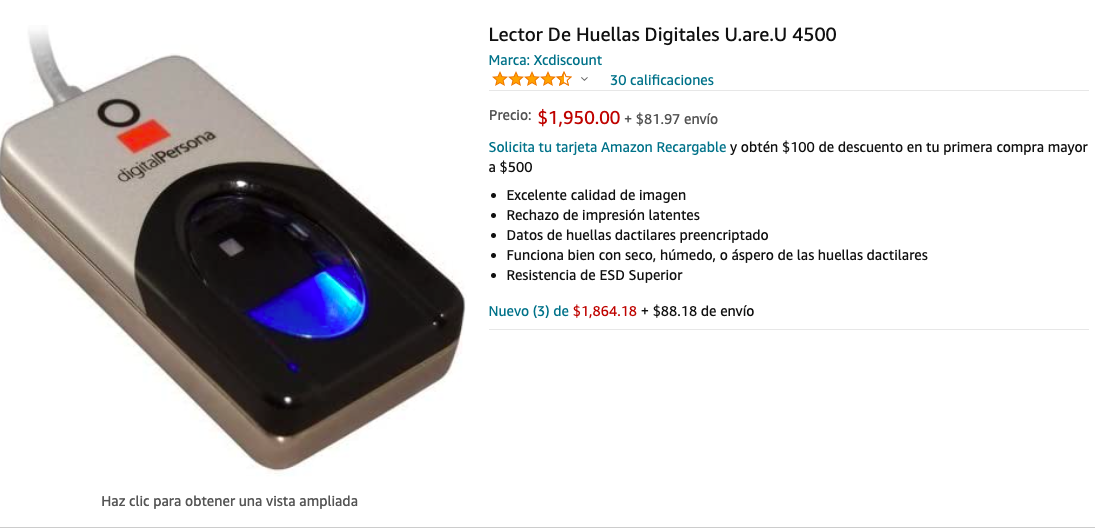 digitalPersona
Lector De Huellas Digitales U.are.U 4500
Marca: Xcdiscount
30 calificaciones
Precio: $1,950.00 + $81.97 envío
Solicita tu tarjeta Amazon Recargable y obtén $100 de descuento en tu primera compra mayor
a $500
Excelente calidad de imagen
Rechazo de impresión latentes
Datos de huellas dactilares preencriptado
Funciona bien con seco, húmedo, o áspero de las huellas dactilares
Resistencia de ESD Superior
Nuevo (3) de $1,864.18 + $88.18 de envío
Haz clic para obtener una vista ampliada